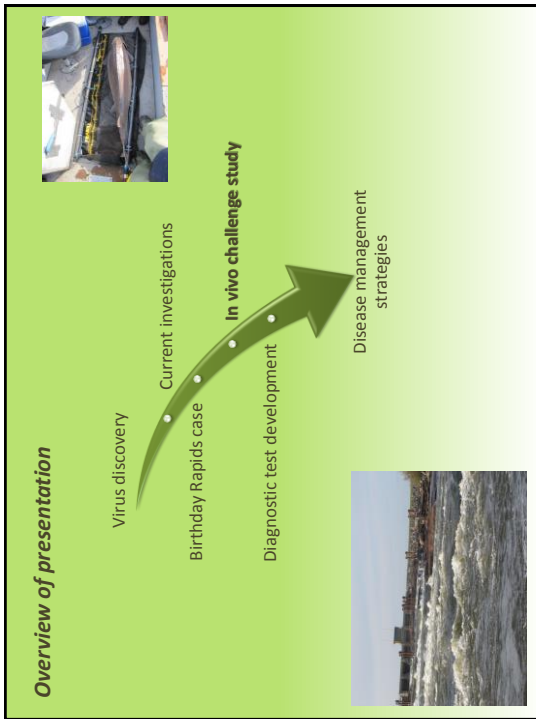 Overview of presentation
Virus discovery
Current investigations
Birthday Rapids case
In vivo challenge study
Diagnostic test development
Disease management
strategies